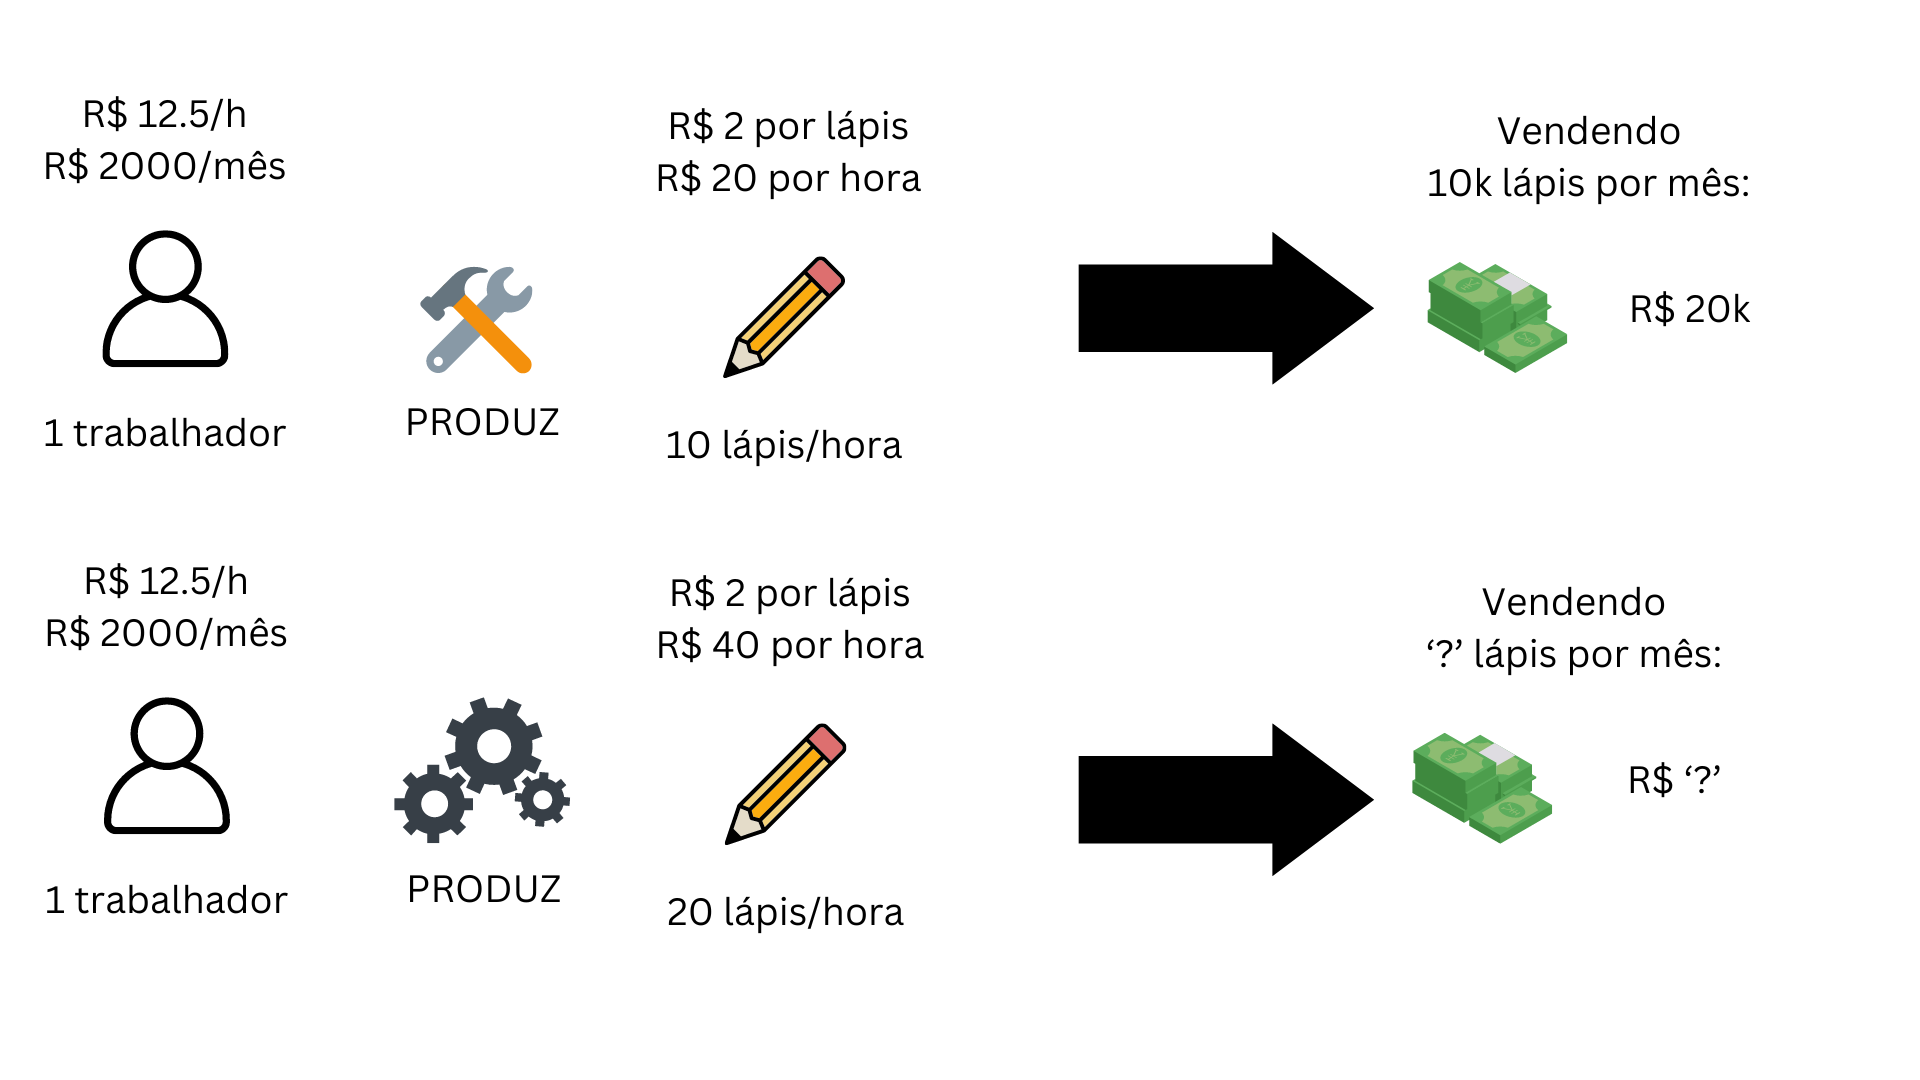 R$ 12.5/h
R$ 2000/mês
1 trabalhador
PRODUZ
R$ 2 por lápis
R$ 20 por hora
10 lápis/hora
Vendendo
10k lápis por mês:
R$ 20k
R$ 12.5/h
R$ 2000/mês
1 trabalhador
PRODUZ
R$ 2 por lápis
R$ 40 por hora
20 lápis/hora
Vendendo
‘?’ lápis por mês:
R$ ‘?’